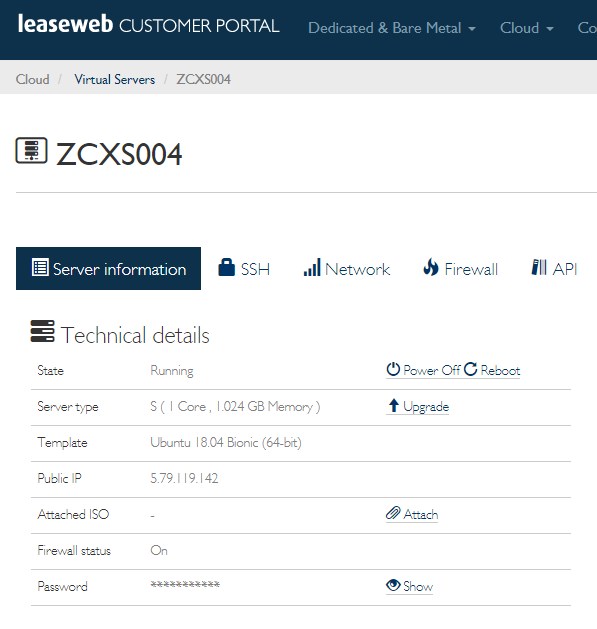 leaseweb CUSTOMER PORTAL Dedicated & Bare Metal Cloud Co
Cloud / Virtual Servers / ZCXS004
ZCXS004
Server information SSH Network Firewall API
Technical details
State Running Power Off Reboot
Server type S ( 1 Core , 1.024 GB Memory ) Upgrade
Template Ubuntu 18.04 Bionic (64-bit)
Public IP 5.79.119.142
Attached ISO - Attach
Firewall status On
Password *********** Show